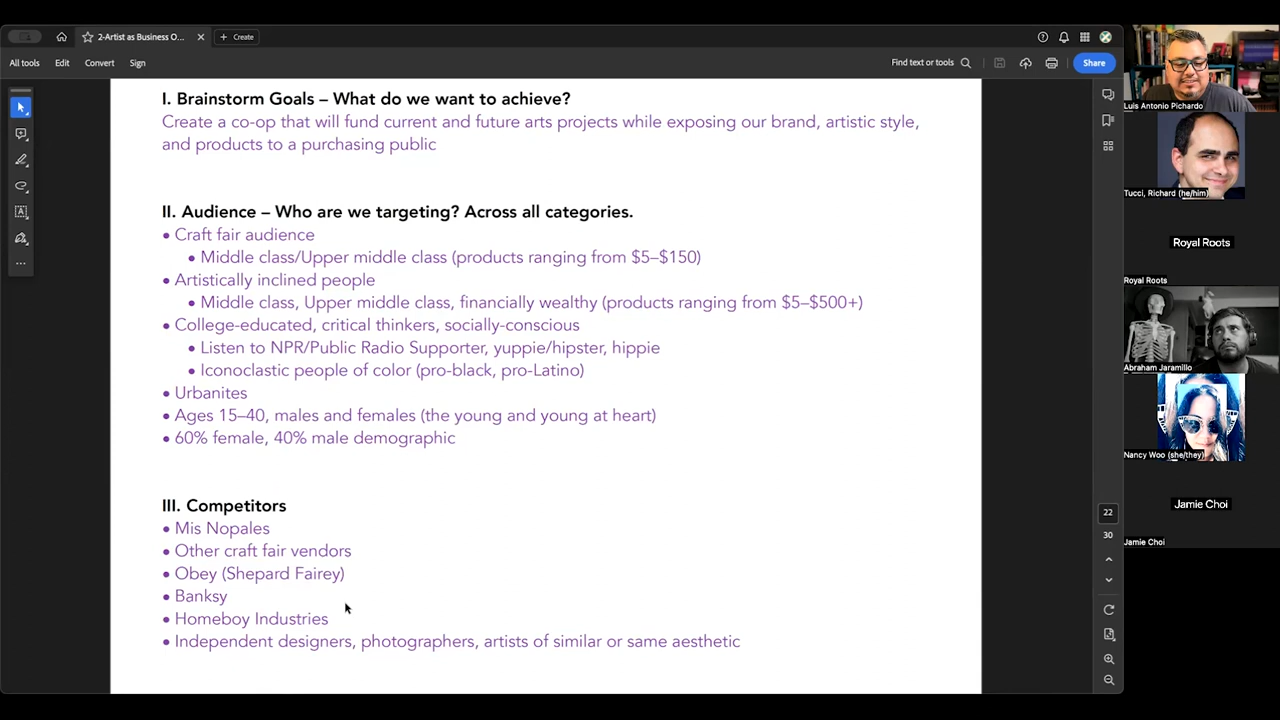 2-Artist as Business O...
Create
All tools
Edit
Convert
Sign
Find text or tools
Share
I. Brainstorm Goals – What do we want to achieve?
Create a co-op that will fund current and future arts projects while exposing our brand, artistic style,
and products to a purchasing public
II. Audience – Who are we targeting? Across all categories.
• Craft fair audience
• Middle class/Upper middle class (products ranging from $5–$150)
• Artistically inclined people
• Middle class, Upper middle class, financially wealthy (products ranging from $5–$500+)
• College-educated, critical thinkers, socially-conscious
• Listen to NPR/Public Radio Supporter, yuppie/hipster, hippie
• Iconoclastic people of color (pro-black, pro-Latino)
• Urbanites
• Ages 15–40, males and females (the young and young at heart)
• 60% female, 40% male demographic
III. Competitors
• Mis Nopales
• Other craft fair vendors
• Obey (Shepard Fairey)
• Banksy
• Homeboy Industries
• Independent designers, photographers, artists of similar or same aesthetic
22
30
Luis Antonio Pichardo
Tucci, Richard (he/him)
Royal Roots
Royal Roots
Abraham Jaramillo
Nancy Woo (she/they)
Jamie Choi
Jamie Choi